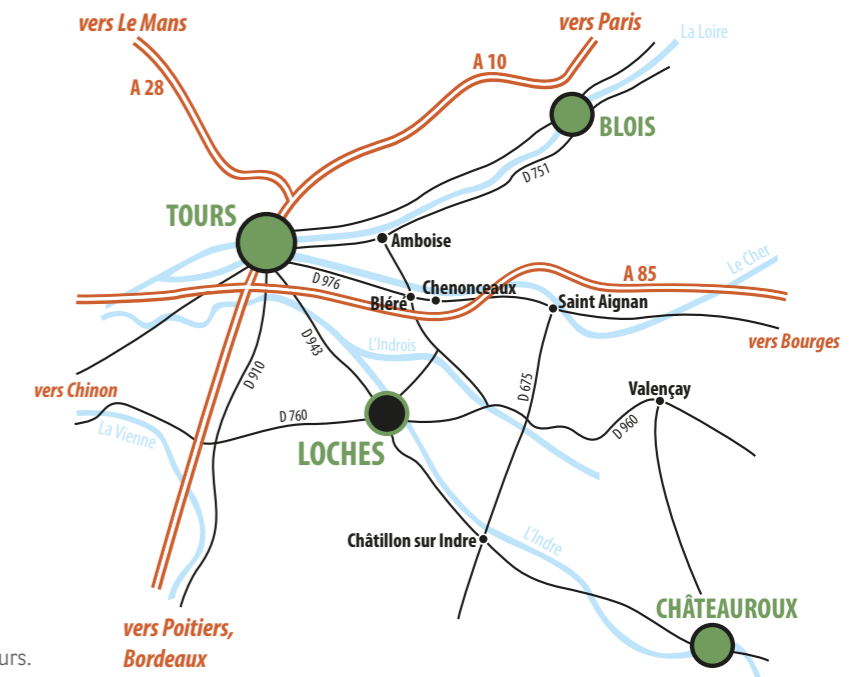 vers Le Mans
vers Paris
La Loire
A 28
A 10
BLOIS
D 751
TOURS
Amboise
Le Cher
A 85
D 976
Chenonceaux
Bléré
Saint Aignan
vers Bourges
L'Indrois
D 943
D 910
D 675
vers Chinon
Valençay
La Vienne
D 760
D 960
LOCHES
Châtillon sur Indre
L'Indre
CHÂTEAUROUX
vers Poitiers,
Bordeaux
urs.